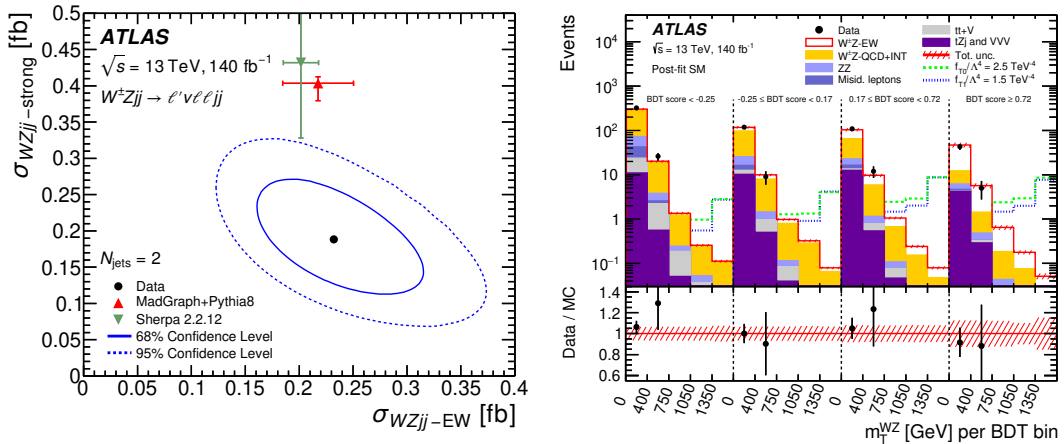 σ_WZjj−strong [fb]
0.5
0.45
0.4
0.35
0.3
0.25
0.2
0.15
0.1
0.05
0
ATLAS
√s = 13 TeV, 140 fb⁻¹
W±Zjj → ℓ′νℓℓjj
N_jets = 2
Data
MadGraph+Pythia8
Sherpa 2.2.12
68% Confidence Level
95% Confidence Level
0 0.05 0.1 0.15 0.2 0.25 0.3 0.35 0.4
σ_WZjj−EW [fb]
Events
10⁵
10⁴
10³
10²
10
1
10⁻¹
ATLAS
√s = 13 TeV, 140 fb⁻¹
Post-fit SM
Data
W±Z-EW
W±Z-QCD+INT
ZZ
Misid. leptons
tt+V
tZj and VVV
Tot. unc.
f_T0/Λ⁴ = 2.5 TeV⁻⁴
f_T1/Λ⁴ = 1.5 TeV⁻⁴
BDT score < -0.25
-0.25 ≤ BDT score < 0.17
0.17 ≤ BDT score < 0.72
BDT score ≥ 0.72
Data / MC
1.4
1.2
1
0.8
0.6
0 400 750 1050 1350 0 400 750 1050 1350 0 400 750 1050 1350 0 400 750 1050 1350
m_T^WZ [GeV] per BDT bin